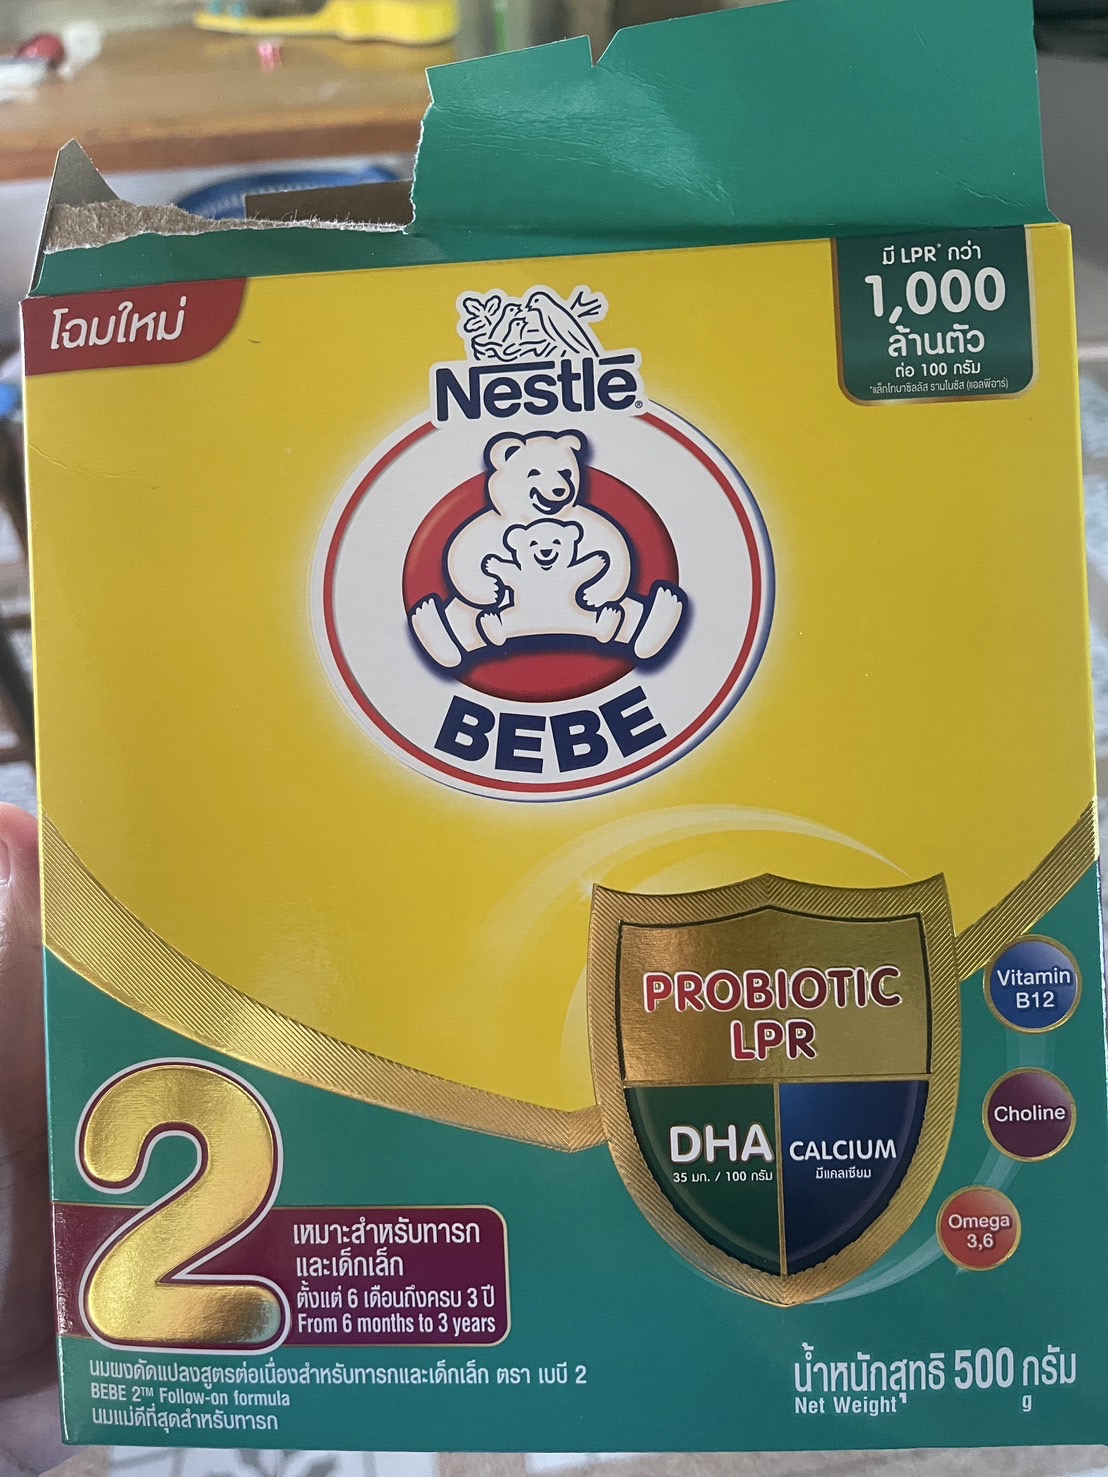 โฉมใหม่
มี LPR* กว่า
1,000
ล้านตัว
ต่อ 100 กรัม
*แล็กโทบาซิลลัส รามโนซัส (แอลพีอาร์)
Nestlé®
BEBE
PROBIOTIC
LPR
DHA
35 มก. / 100 กรัม
CALCIUM
มีแคลเซียม
Vitamin
B12
Choline
Omega
3,6
2
เหมาะสำหรับทารก
และเด็กเล็ก
ตั้งแต่ 6 เดือนถึงครบ 3 ปี
From 6 months to 3 years
นมผงดัดแปลงสูตรต่อเนื่องสำหรับทารกและเด็กเล็ก ตรา เบบี 2
BEBE 2™ Follow-on formula
นมแม่ดีที่สุดสำหรับทารก
น้ำหนักสุทธิ 500 กรัม
Net Weight g